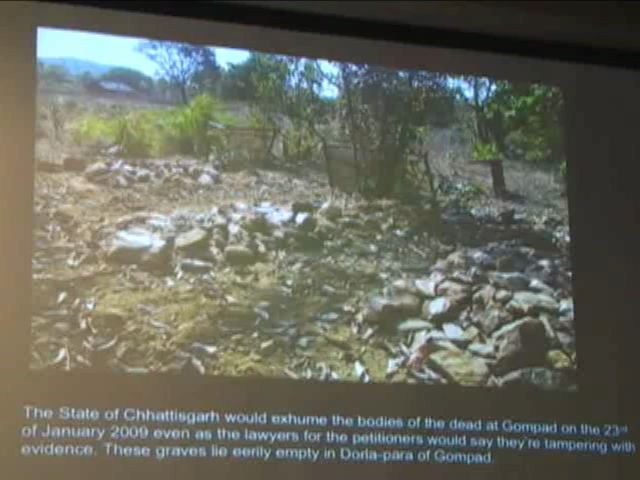 The State of Chhattisgarh would exhume the bodies of the dead at Gompad on the 23rd
of January 2009 even as the lawyers for the petitioners would say they're tampering with
evidence. These graves lie eerily empty in Dorla-para of Gompad.